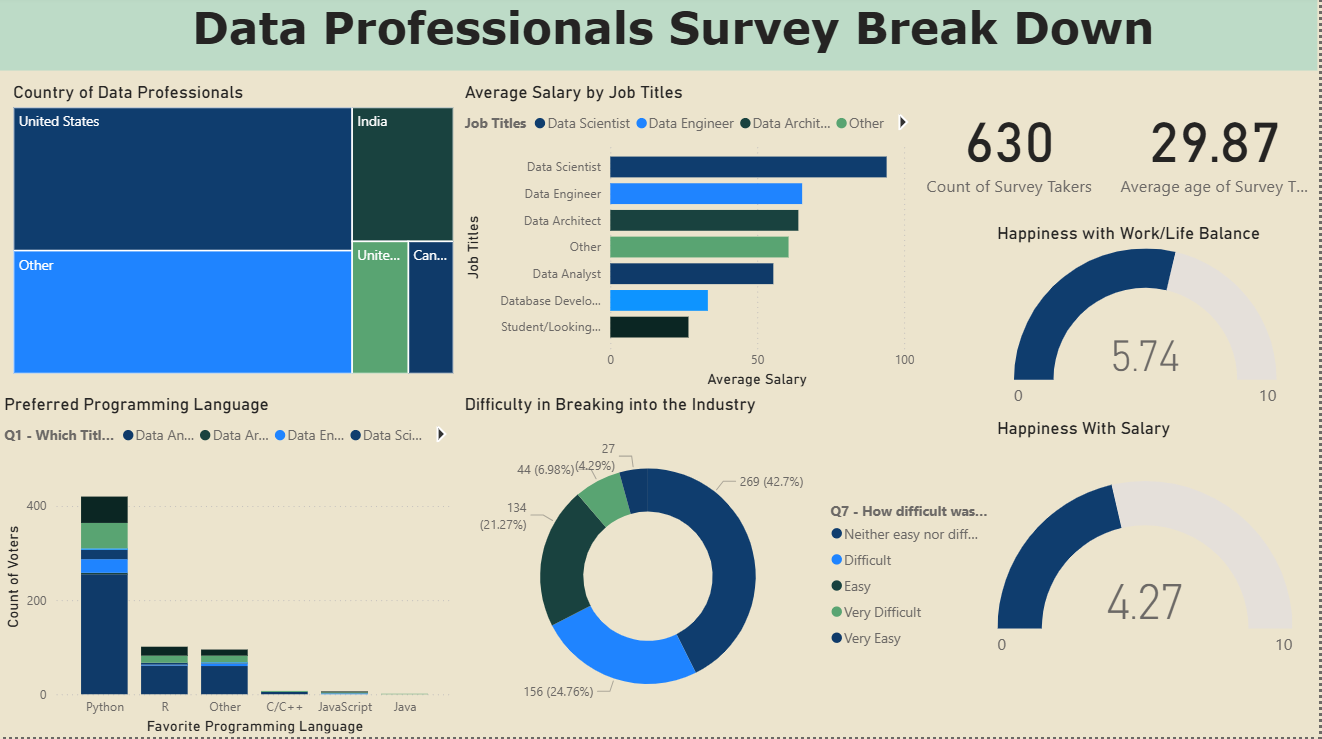 Data Professionals Survey Break Down
Country of Data Professionals
United States
India
Other
Unite...
Can...
Average Salary by Job Titles
Job Titles Data Scientist Data Engineer Data Archit... Other
Job Titles
Data Scientist
Data Engineer
Data Architect
Other
Data Analyst
Database Develo...
Student/Looking...
0 50 100
Average Salary
630
Count of Survey Takers
29.87
Average age of Survey T...
Happiness with Work/Life Balance
5.74
0 10
Preferred Programming Language
Q1 - Which Titl... Data An... Data Ar... Data En... Data Sci...
Count of Voters
400
200
0
Python R Other C/C++ JavaScript Java
Favorite Programming Language
Difficulty in Breaking into the Industry
27
(4.29%)
44 (6.98%)
134
(21.27%)
269 (42.7%)
156 (24.76%)
Q7 - How difficult was...
Neither easy nor diff...
Difficult
Easy
Very Difficult
Very Easy
Happiness With Salary
4.27
0 10